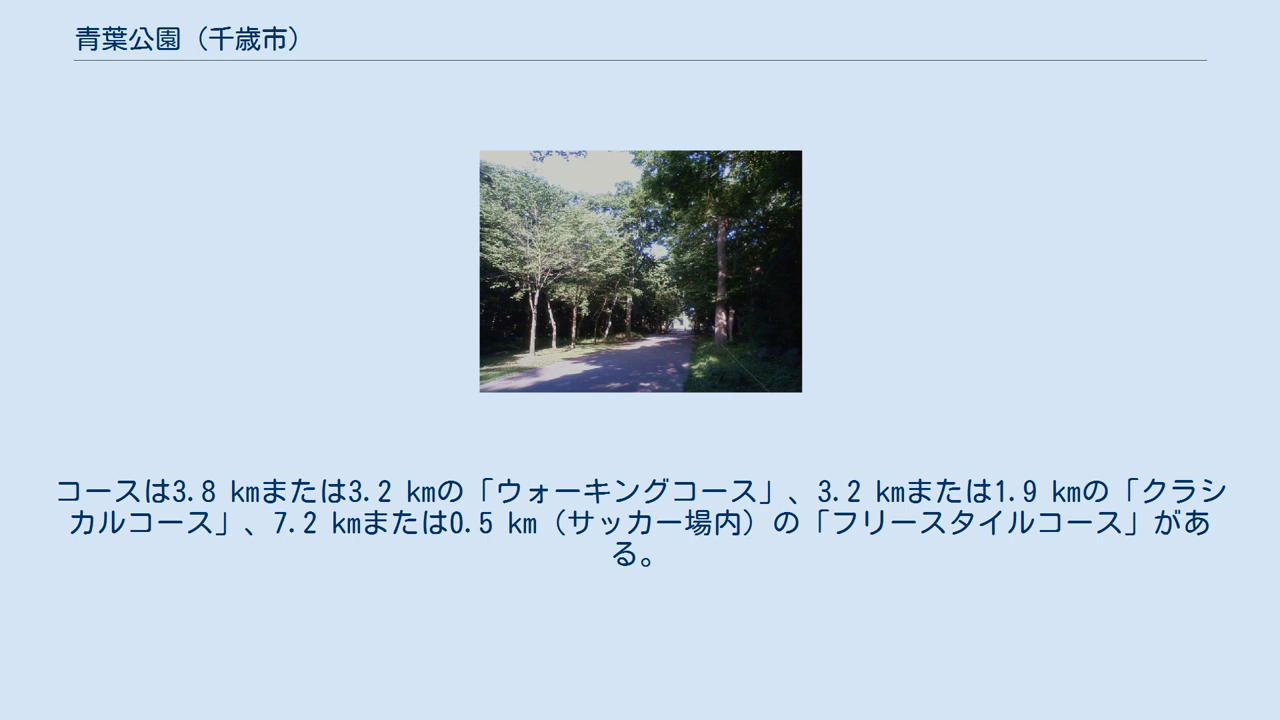 青葉公園（千歳市）
コースは3.8 kmまたは3.2 kmの「ウォーキングコース」、3.2 kmまたは1.9 kmの「クラシ
カルコース」、7.2 kmまたは0.5 km（サッカー場内）の「フリースタイルコース」があ
る。